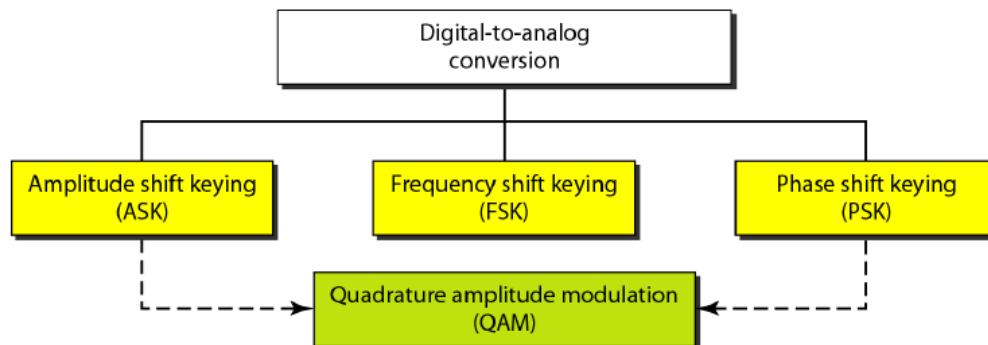 Digital-to-analog
conversion
Amplitude shift keying
(ASK)
Frequency shift keying
(FSK)
Phase shift keying
(PSK)
Quadrature amplitude modulation
(QAM)